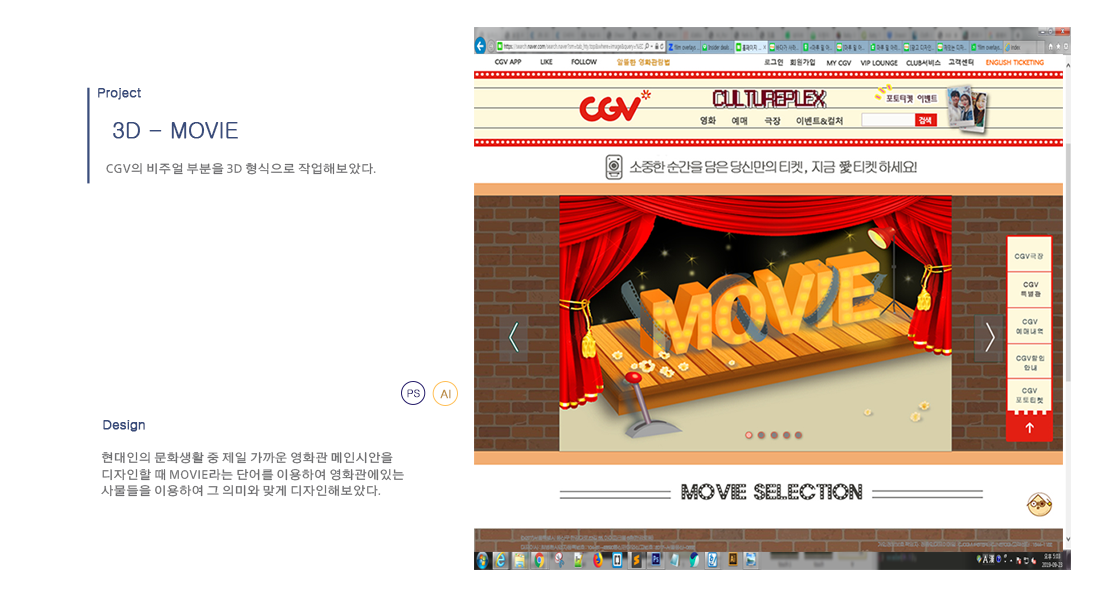 Project
3D - MOVIE
CGV의 비주얼 부분을 3D 형식으로 작업해보았다.
PS
AI
Design
현대인의 문화생활 중 제일 가까운 영화관 메인시안을
디자인할 때 MOVIE라는 단어를 이용하여 영화관에있는
사물들을 이용하여 그 의미와 맞게 디자인해보았다.
CGV APP LIKE FOLLOW 알뜰한 영화관람법 로그인 회원가입 MY CGV VIP LOUNGE CLUB서비스 고객센터 ENGLISH TICKETING
CGV
CULTUREPLEX
포토티켓 이벤트
영화 예매 극장 이벤트&컬처
검색
소중한 순간을 담은 당신만의 티켓, 지금 愛티켓 하세요!
MOVIE
CGV극장
CGV
특별관
CGV
예매내역
CGV할인
안내
CGV
포토티켓
MOVIE SELECTION
오후 5:03
2019-09-23